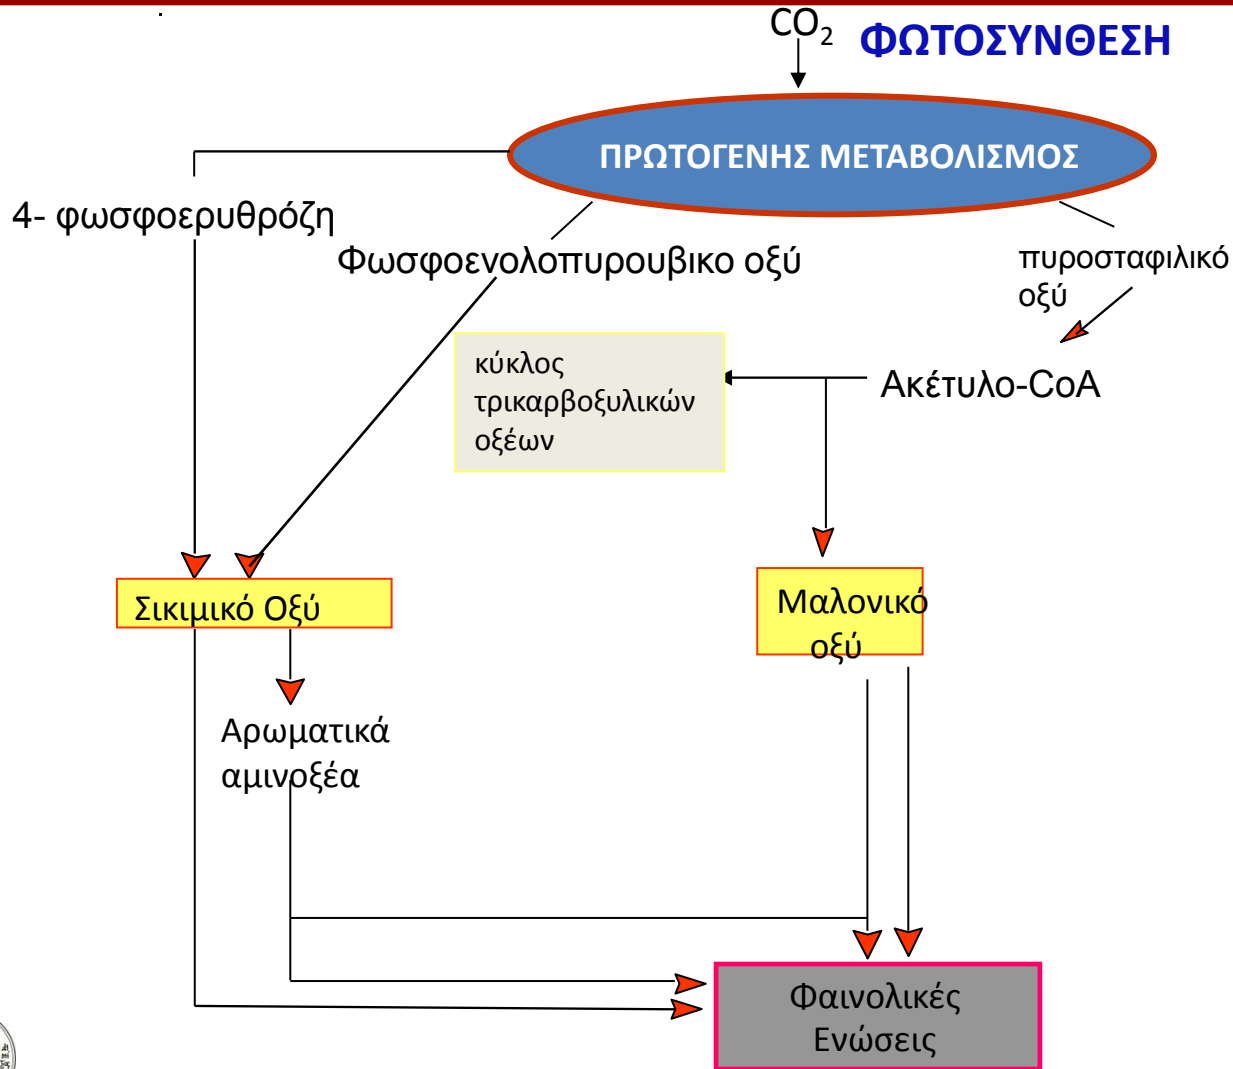 CO2
ΦΩΤΟΣΥΝΘΕΣΗ
ΠΡΩΤΟΓΕΝΗΣ ΜΕΤΑΒΟΛΙΣΜΟΣ
4- φωσφοερυθρόζη
Φωσφοενολοπυρουβικο οξύ
πυροσταφιλικό
οξύ
κύκλος
τρικαρβοξυλικών
οξέων
Ακέτυλο-CoA
Σικιμικό Οξύ
Μαλονικό
οξύ
Αρωματικά
αμινοξέα
Φαινολικές
Ενώσεις